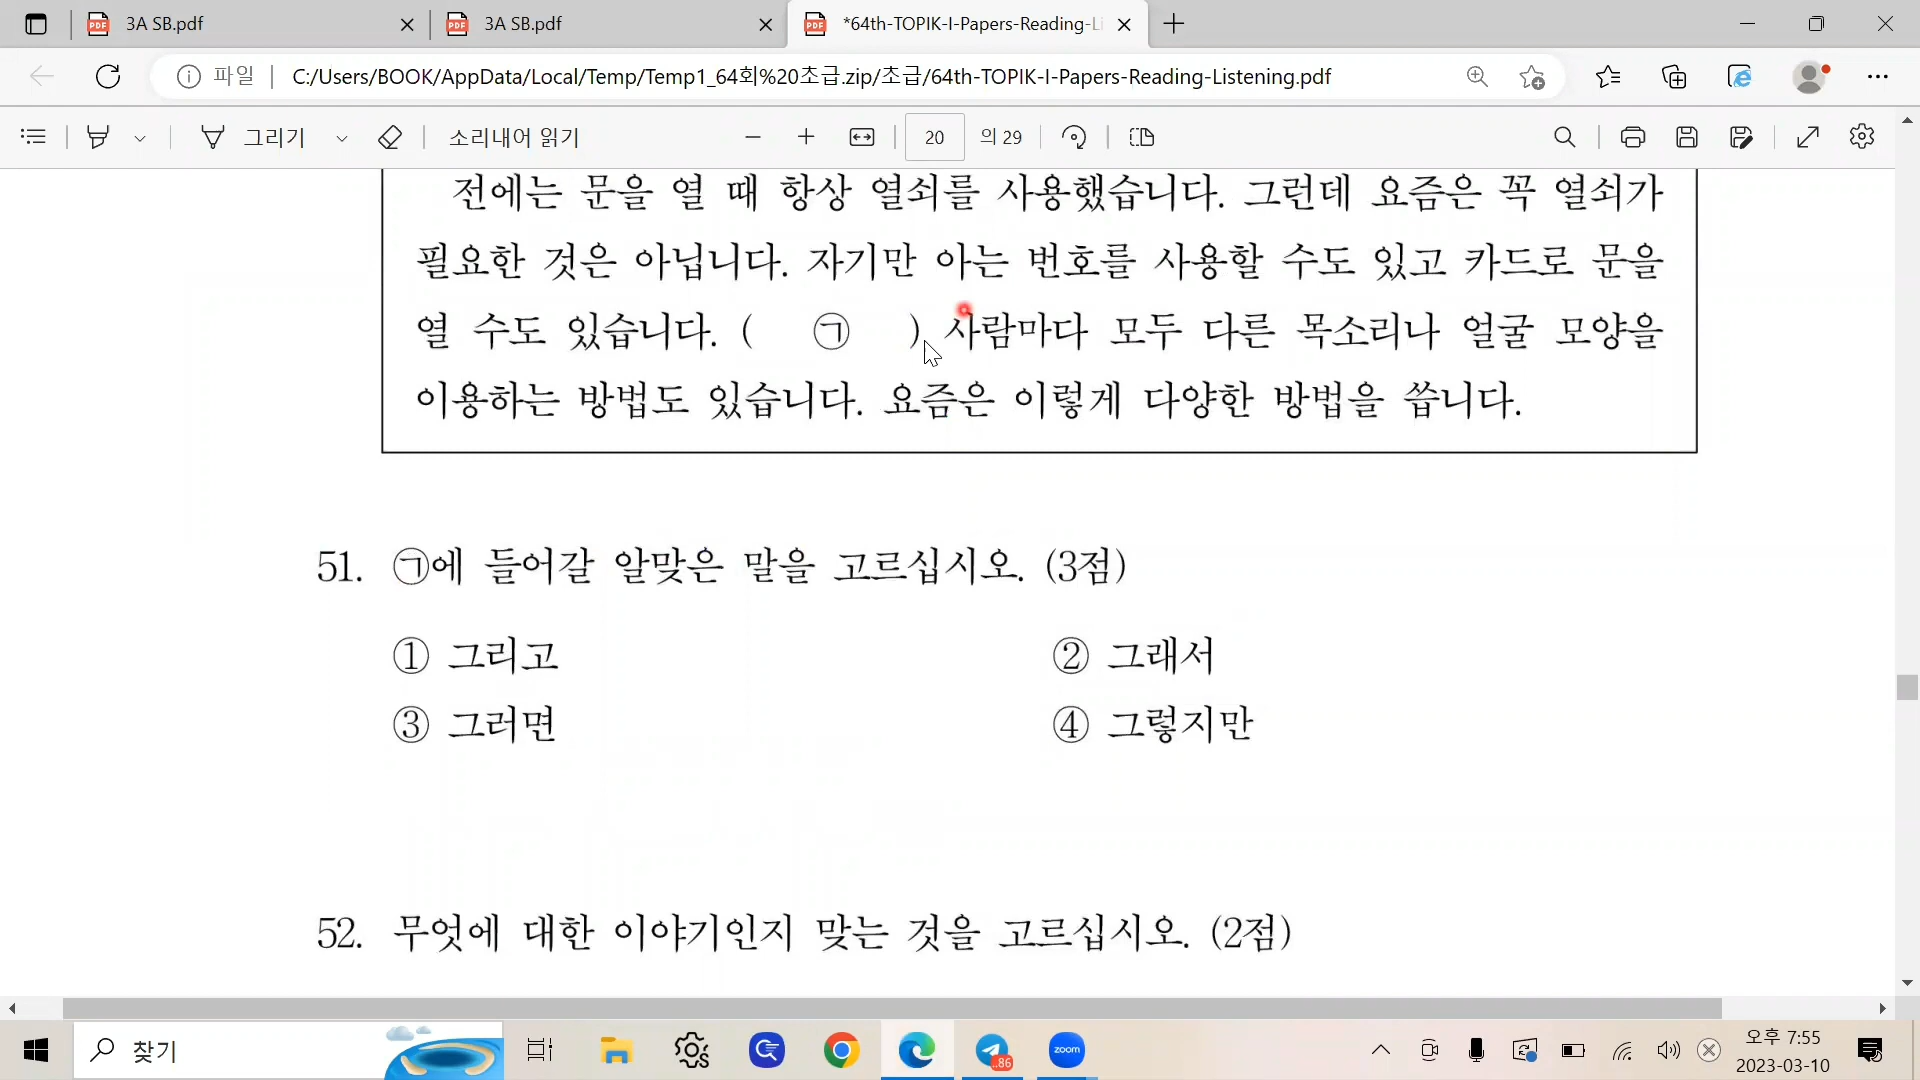 3A SB.pdf
3A SB.pdf
*64th-TOPIK-I-Papers-Reading-Li
파일
C:/Users/BOOK/AppData/Local/Temp/Temp1_64회%20초급.zip/초급/64th-TOPIK-I-Papers-Reading-Listening.pdf
그리기
소리내어 읽기
20
의 29
전에는 문을 열 때 항상 열쇠를 사용했습니다. 그런데 요즘은 꼭 열쇠가
필요한 것은 아닙니다. 자기만 아는 번호를 사용할 수도 있고 카드로 문을
열 수도 있습니다. ( ㉠ ) 사람마다 모두 다른 목소리나 얼굴 모양을
이용하는 방법도 있습니다. 요즘은 이렇게 다양한 방법을 씁니다.
51. ㉠에 들어갈 알맞은 말을 고르십시오. (3점)
① 그리고 ② 그래서
③ 그러면 ④ 그렇지만
52. 무엇에 대한 이야기인지 맞는 것을 고르십시오. (2점)
찾기
..86
zoom
오후 7:55
2023-03-10